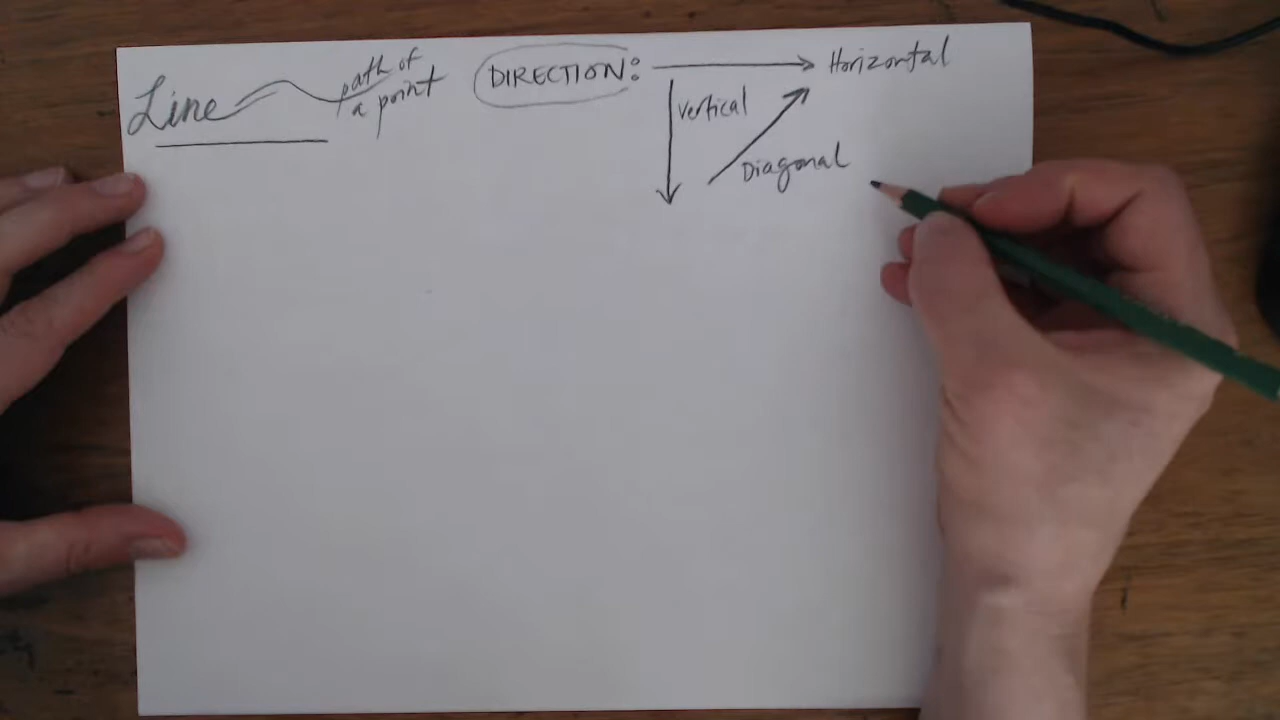 Line
path of
a point
DIRECTION:
Horizontal
vertical
Diagonal